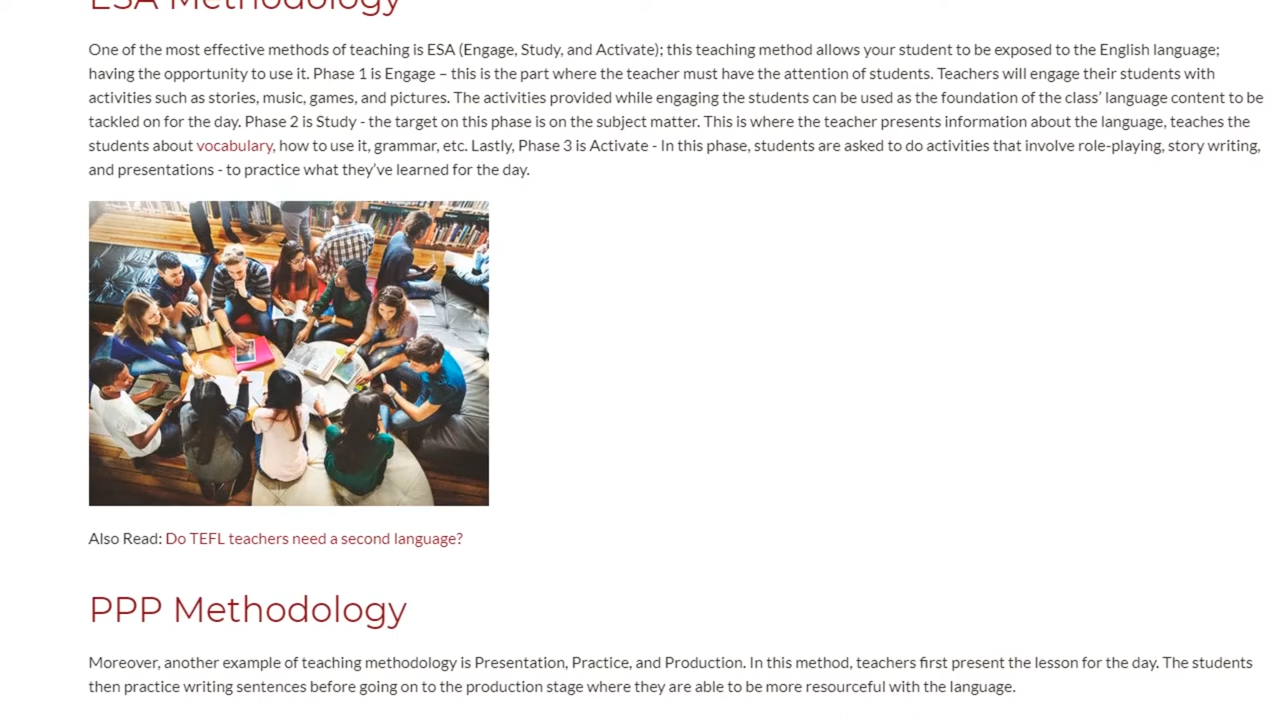 ESA Methodology
One of the most effective methods of teaching is ESA (Engage, Study, and Activate); this teaching method allows your student to be exposed to the English language;
having the opportunity to use it. Phase 1 is Engage – this is the part where the teacher must have the attention of students. Teachers will engage their students with
activities such as stories, music, games, and pictures. The activities provided while engaging the students can be used as the foundation of the class’ language content to be
tackled on for the day. Phase 2 is Study - the target on this phase is on the subject matter. This is where the teacher presents information about the language, teaches the
students about vocabulary, how to use it, grammar, etc. Lastly, Phase 3 is Activate - In this phase, students are asked to do activities that involve role-playing, story writing,
and presentations - to practice what they’ve learned for the day.
Also Read: Do TEFL teachers need a second language?
PPP Methodology
Moreover, another example of teaching methodology is Presentation, Practice, and Production. In this method, teachers first present the lesson for the day. The students
then practice writing sentences before going on to the production stage where they are able to be more resourceful with the language.